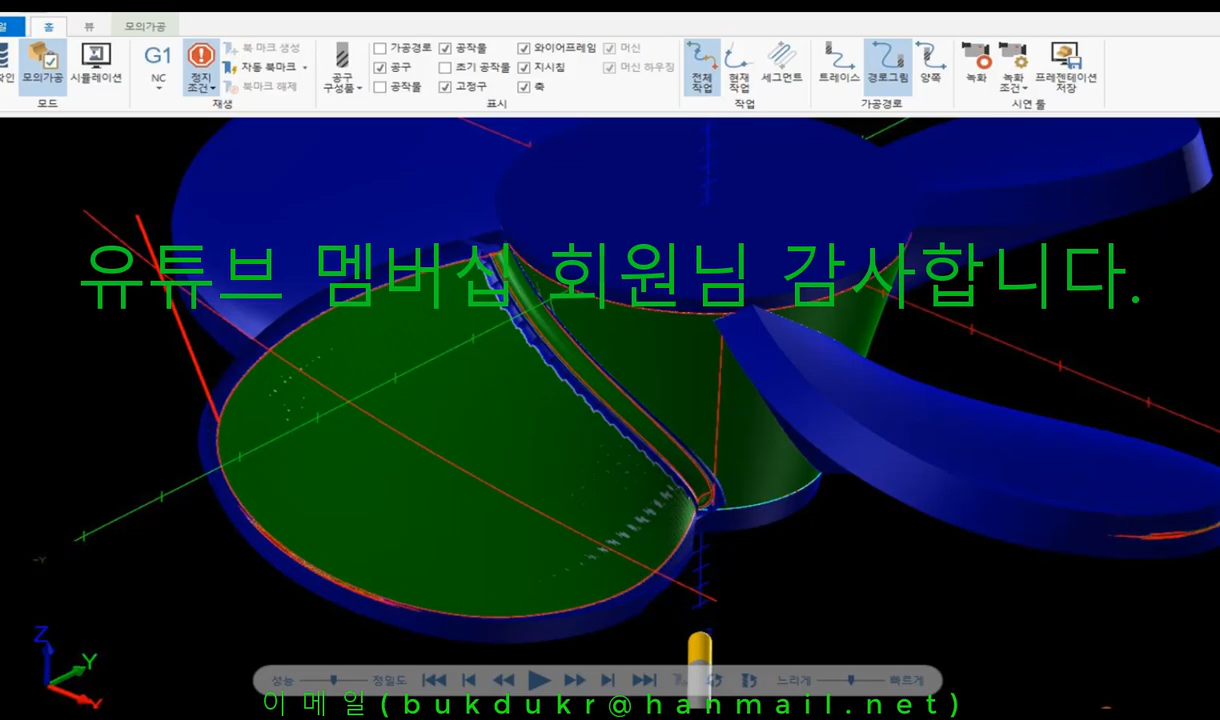 홈 뷰 모의가공
모의가공 시뮬레이션
모드
G1
NC
정지 조건
북 마크 생성
자동 북마크
북마크 해제
재생
공구 구성품
가공경로 공작물 와이어프레임 머신
공구 초기 공작물 지시침 머신 하우징
공작물 고정구 축
표시
전체 작업 현재 작업 세그먼트
작업
트레이스 경로그림 양쪽
가공경로
녹화 녹화 조건 프레젠테이션 저장
시연 툴
유튜브 멤버십 회원님 감사합니다.
-Y
Z
Y
성능 정밀도 느리게 빠르게
이메일(bukdukr@hanmail.net)